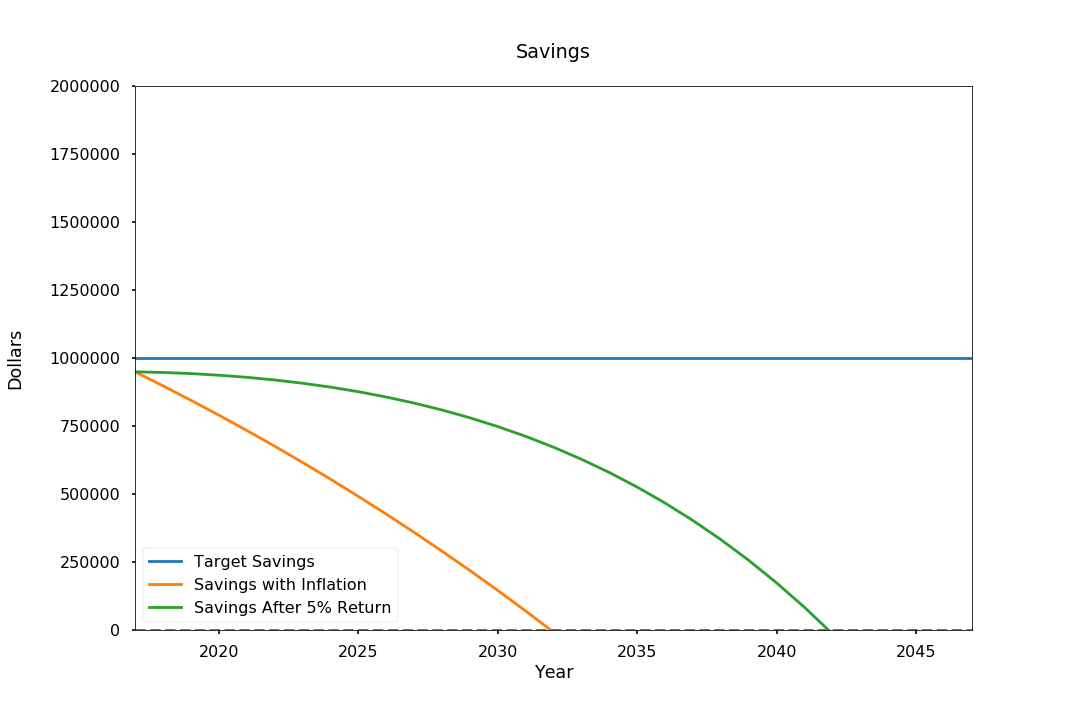 Savings
2000000
1750000
1500000
1250000
1000000
750000
500000
250000
0
Dollars
Target Savings
Savings with Inflation
Savings After 5% Return
2020 2025 2030 2035 2040 2045
Year